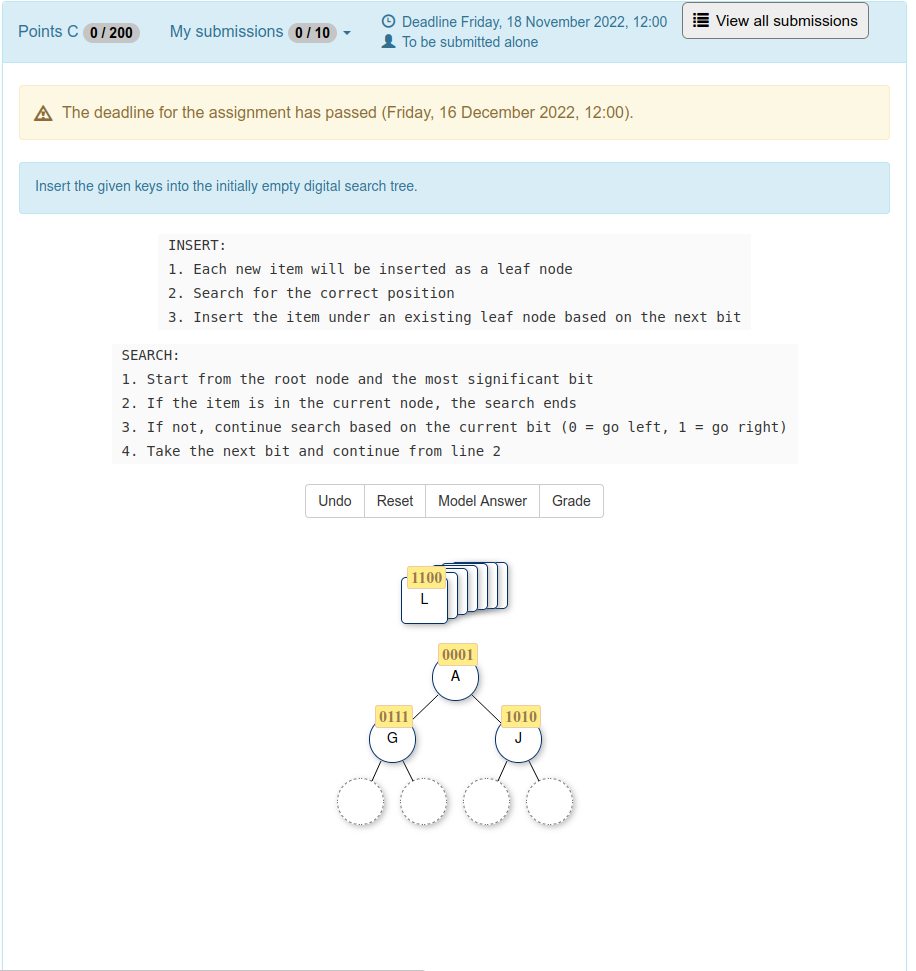 Points C 0 / 200 My submissions 0 / 10 Deadline Friday, 18 November 2022, 12:00 View all submissions
To be submitted alone
The deadline for the assignment has passed (Friday, 16 December 2022, 12:00).
Insert the given keys into the initially empty digital search tree.
INSERT:
1. Each new item will be inserted as a leaf node
2. Search for the correct position
3. Insert the item under an existing leaf node based on the next bit
SEARCH:
1. Start from the root node and the most significant bit
2. If the item is in the current node, the search ends
3. If not, continue search based on the current bit (0 = go left, 1 = go right)
4. Take the next bit and continue from line 2
Undo Reset Model Answer Grade
1100
L
0001
A
0111 1010
G J